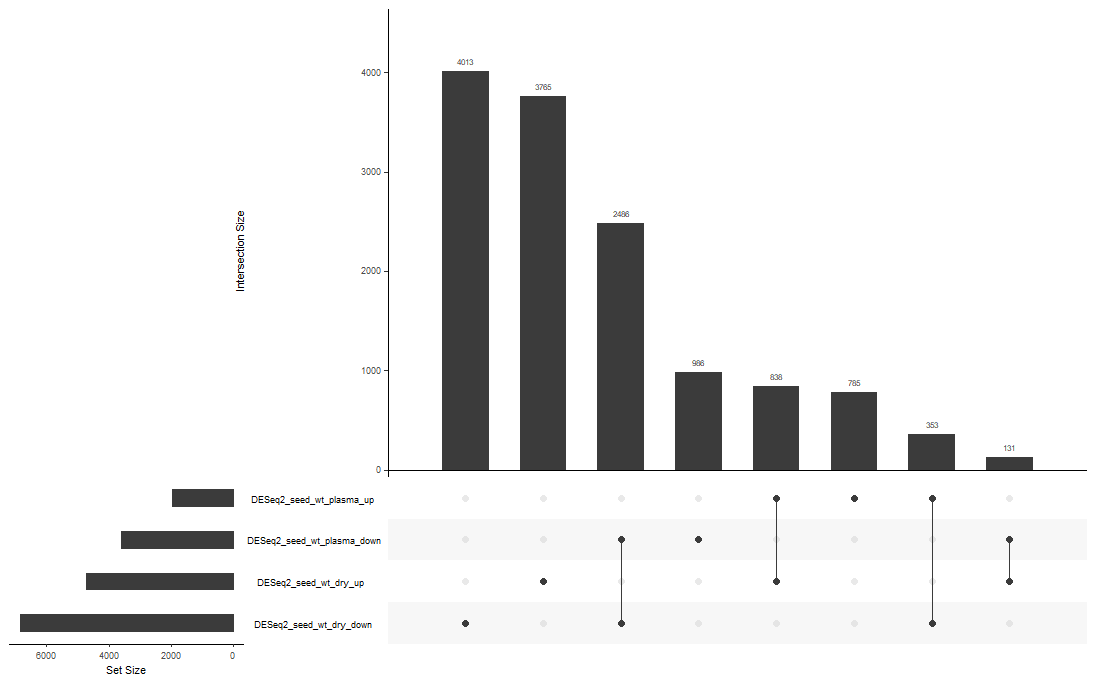 4013
4000
3765
3000
2486
Intersection Size
2000
986
1000
838
785
353
131
0
DESeq2_seed_wt_plasma_up
DESeq2_seed_wt_plasma_down
DESeq2_seed_wt_dry_up
DESeq2_seed_wt_dry_down
6000 4000 2000 0
Set Size